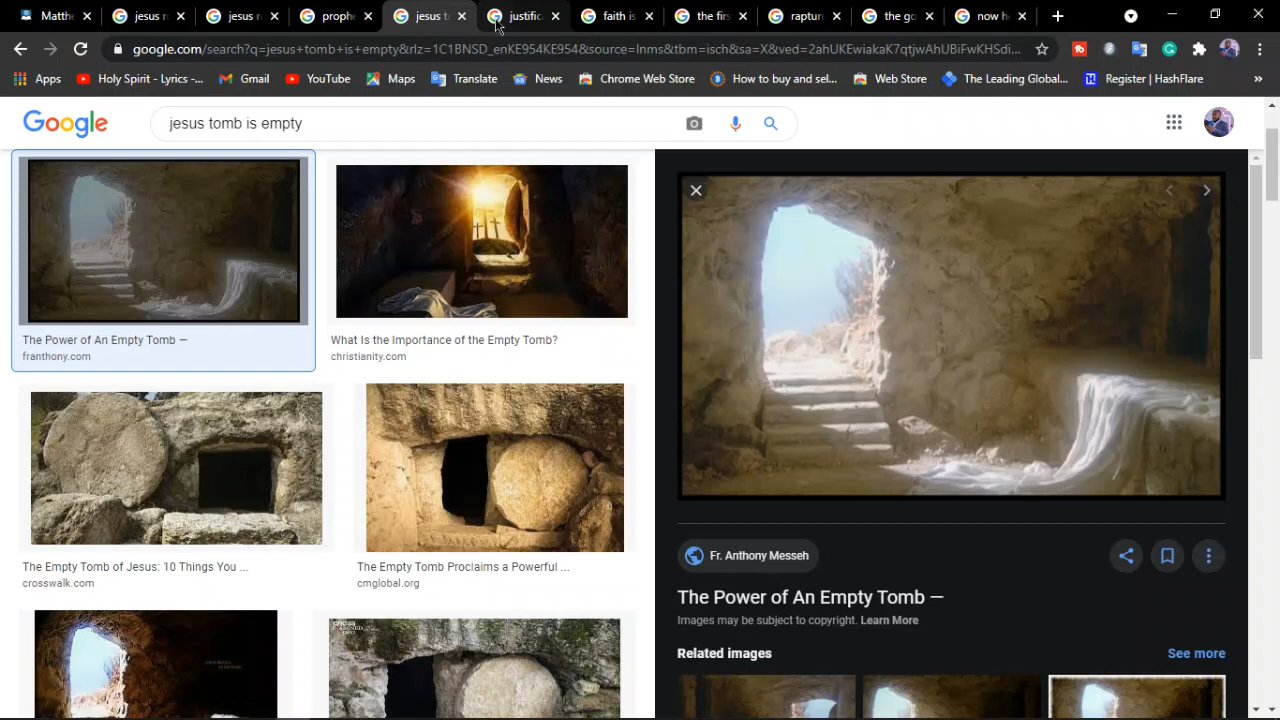 Matthe
jesus r
jesus n
prophe
jesus t
justific
faith is
the firs
rapture
the go
now h
google.com/search?q=jesus+tomb+is+empty&rlz=1C1BNSD_enKE954KE954&source=lnms&tbm=isch&sa=X&ved=2ahUKEwiakaK7qtjwAhUBiFwKHSdi...
Apps
Holy Spirit - Lyrics -...
Gmail
YouTube
Maps
Translate
News
Chrome Web Store
How to Download sel...
Web Store
The Leading Global...
Register | HashFlare
»
Google
jesus tomb is empty
The Power of An Empty Tomb —
franthony.com
What Is the Importance of the Empty Tomb?
christianity.com
The Empty Tomb of Jesus: 10 Things You ...
crosswalk.com
The Empty Tomb Proclaims a Powerful ...
cmglobal.org
Fr. Anthony Messeh
The Power of An Empty Tomb —
Images may be subject to copyright. Learn More
Related images
See more